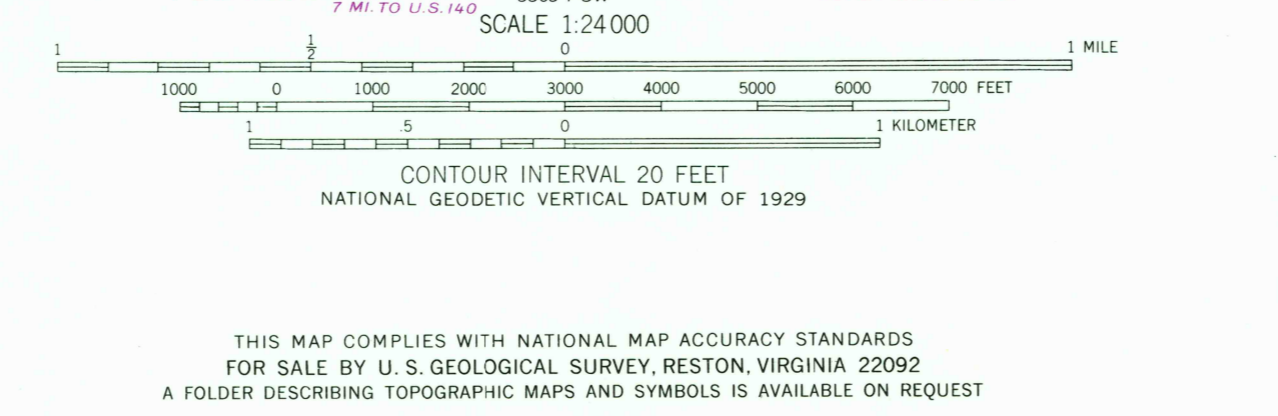 7 MI. TO U.S. 140
SCALE 1:24 000
1 ½ 0 1 MILE
1000 0 1000 2000 3000 4000 5000 6000 7000 FEET
1 .5 0 1 KILOMETER
CONTOUR INTERVAL 20 FEET
NATIONAL GEODETIC VERTICAL DATUM OF 1929
THIS MAP COMPLIES WITH NATIONAL MAP ACCURACY STANDARDS
FOR SALE BY U. S. GEOLOGICAL SURVEY, RESTON, VIRGINIA 22092
A FOLDER DESCRIBING TOPOGRAPHIC MAPS AND SYMBOLS IS AVAILABLE ON REQUEST